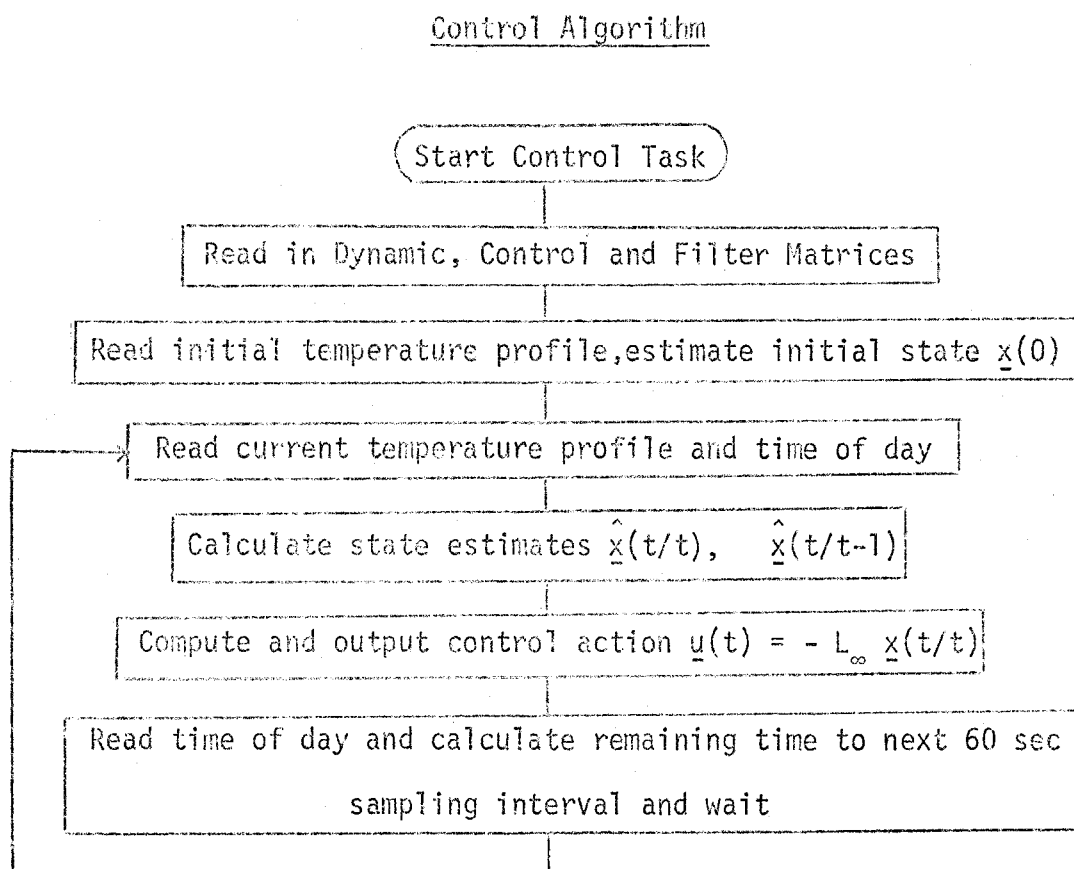 Control Algorithm
Start Control Task
Read in Dynamic, Control and Filter Matrices
Read initial temperature profile,estimate initial state x̲(0)
Read current temperature profile and time of day
Calculate state estimates x̲̂(t/t), x̲̂(t/t-1)
Compute and output control action u̲(t) = - L∞ x̲(t/t)
Read time of day and calculate remaining time to next 60 sec
sampling interval and wait